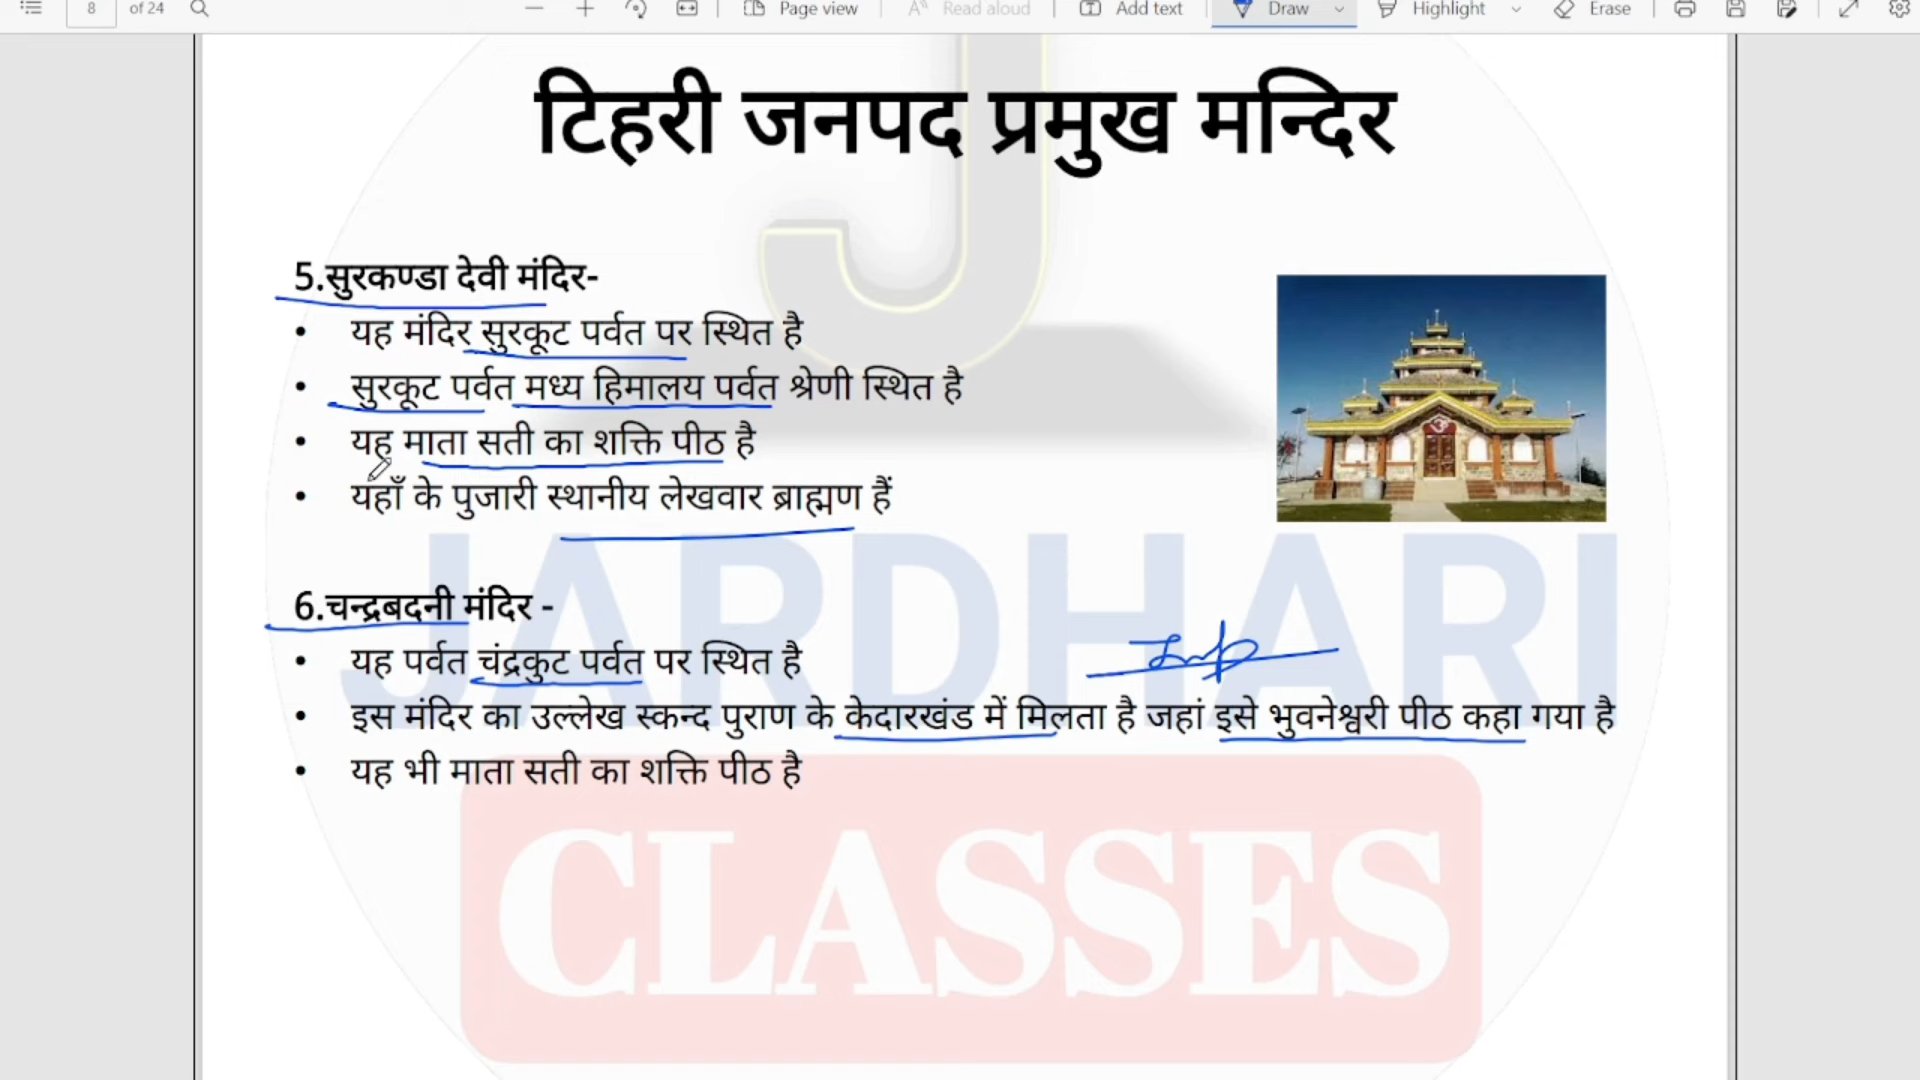 8 of 24 Page view Read aloud Add text Draw Highlight Erase
टिहरी जनपद प्रमुख मन्दिर
5.सुरकण्डा देवी मंदिर-
• यह मंदिर सुरकूट पर्वत पर स्थित है
• सुरकूट पर्वत मध्य हिमालय पर्वत श्रेणी स्थित है
• यह माता सती का शक्ति पीठ है
• यहाँ के पुजारी स्थानीय लेखवार ब्राह्मण हैं
6.चन्द्रबदनी मंदिर -
• यह पर्वत चंद्रकुट पर्वत पर स्थित है
Imp
• इस मंदिर का उल्लेख स्कन्द पुराण के केदारखंड में मिलता है जहां इसे भुवनेश्वरी पीठ कहा गया है
• यह भी माता सती का शक्ति पीठ है
J
JARDHARI
CLASSES